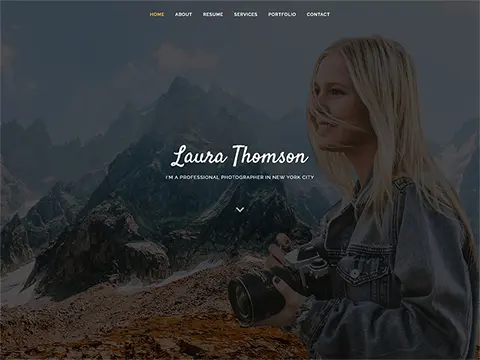 HOME ABOUT RESUME SERVICES PORTFOLIO CONTACT
Laura Thomson
I'M A PROFESSIONAL PHOTOGRAPHER IN NEW YORK CITY